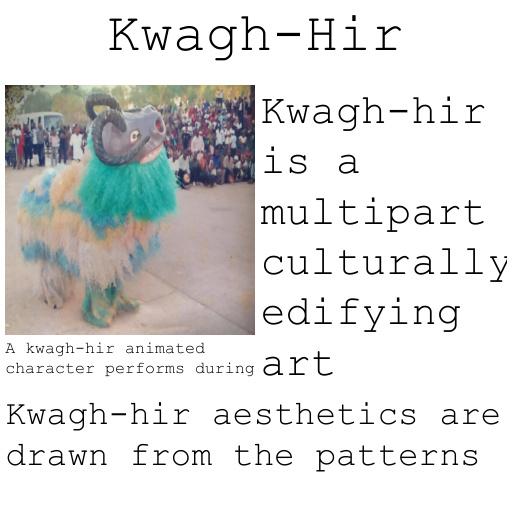 Kwagh-Hir
Kwagh-hir
is a
multipart
culturally
edifying
art
A kwagh-hir animated
character performs during
Kwagh-hir aesthetics are
drawn from the patterns